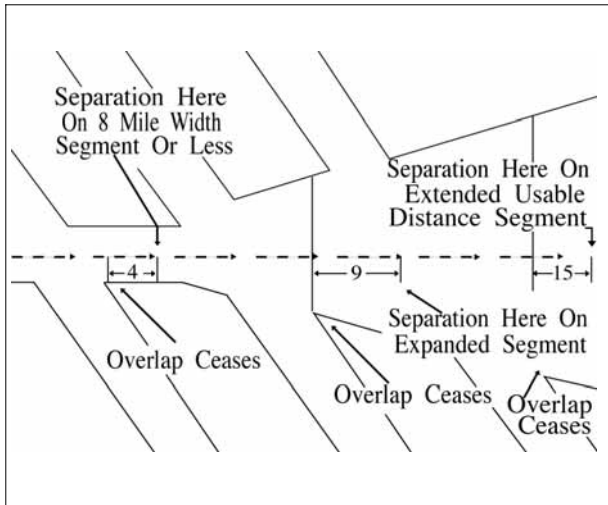 Separation Here
On 8 Mile Width
Segment Or Less
Separation Here On
Extended Usable
Distance Segment
4
9
15
Overlap Ceases
Separation Here On
Expanded Segment
Overlap Ceases
Overlap
Ceases